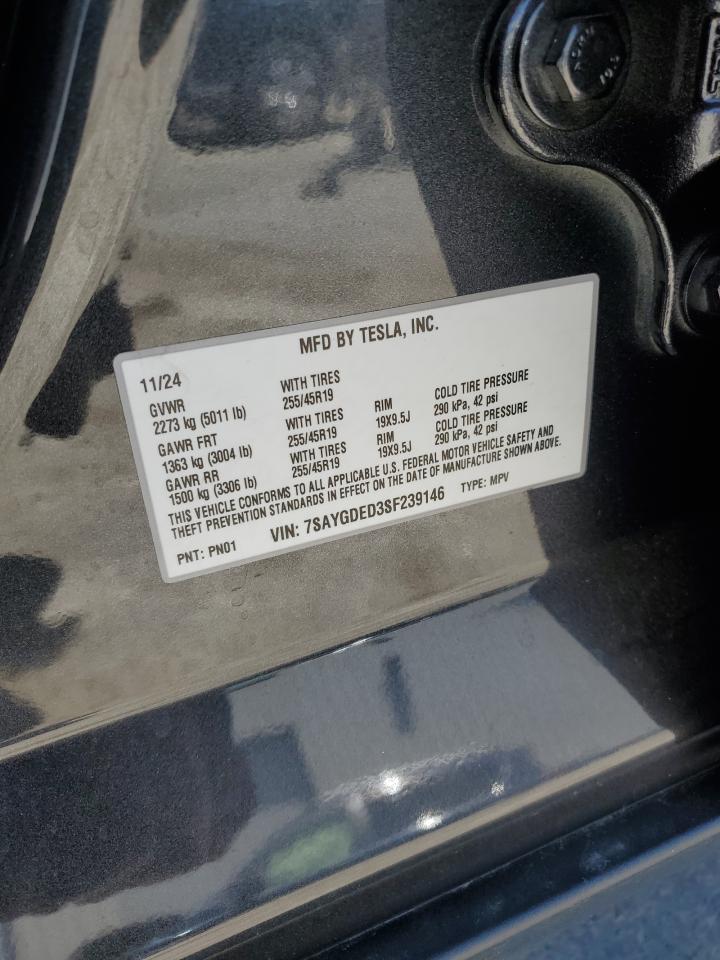 MFD BY TESLA, INC.
11/24
GVWR
2273 kg (5011 lb)
WITH TIRES
255/45R19
GAWR FRT
1363 kg (3004 lb)
WITH TIRES
255/45R19
RIM
19X9.5J
COLD TIRE PRESSURE
290 kPa, 42 psi
GAWR RR
1500 kg (3306 lb)
WITH TIRES
255/45R19
RIM
19X9.5J
COLD TIRE PRESSURE
290 kPa, 42 psi
THIS VEHICLE CONFORMS TO ALL APPLICABLE U.S. FEDERAL MOTOR VEHICLE SAFETY AND
THEFT PREVENTION STANDARDS IN EFFECT ON THE DATE OF MANUFACTURE SHOWN ABOVE.
PNT: PN01
VIN: 7SAYGDED3SF239146
TYPE: MPV